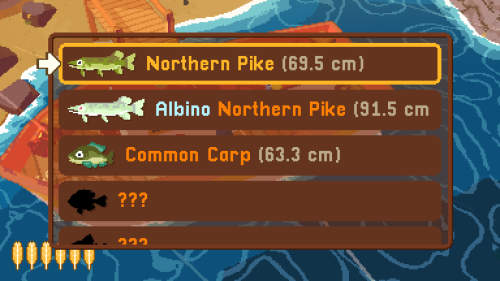 Northern Pike (69.5 cm)
Albino Northern Pike (91.5 cm
Common Carp (63.3 cm)
???
???